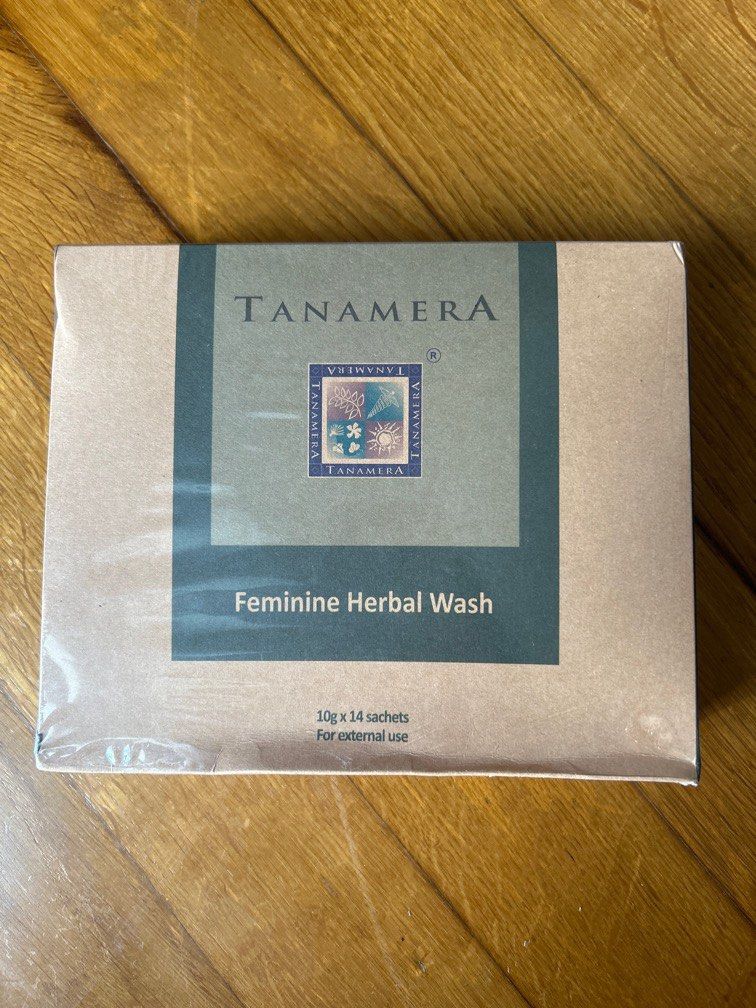 TANAMERA
®
TANAMERA
TANAMERA
TANAMERA
TANAMERA
Feminine Herbal Wash
10g x 14 sachets
For external use